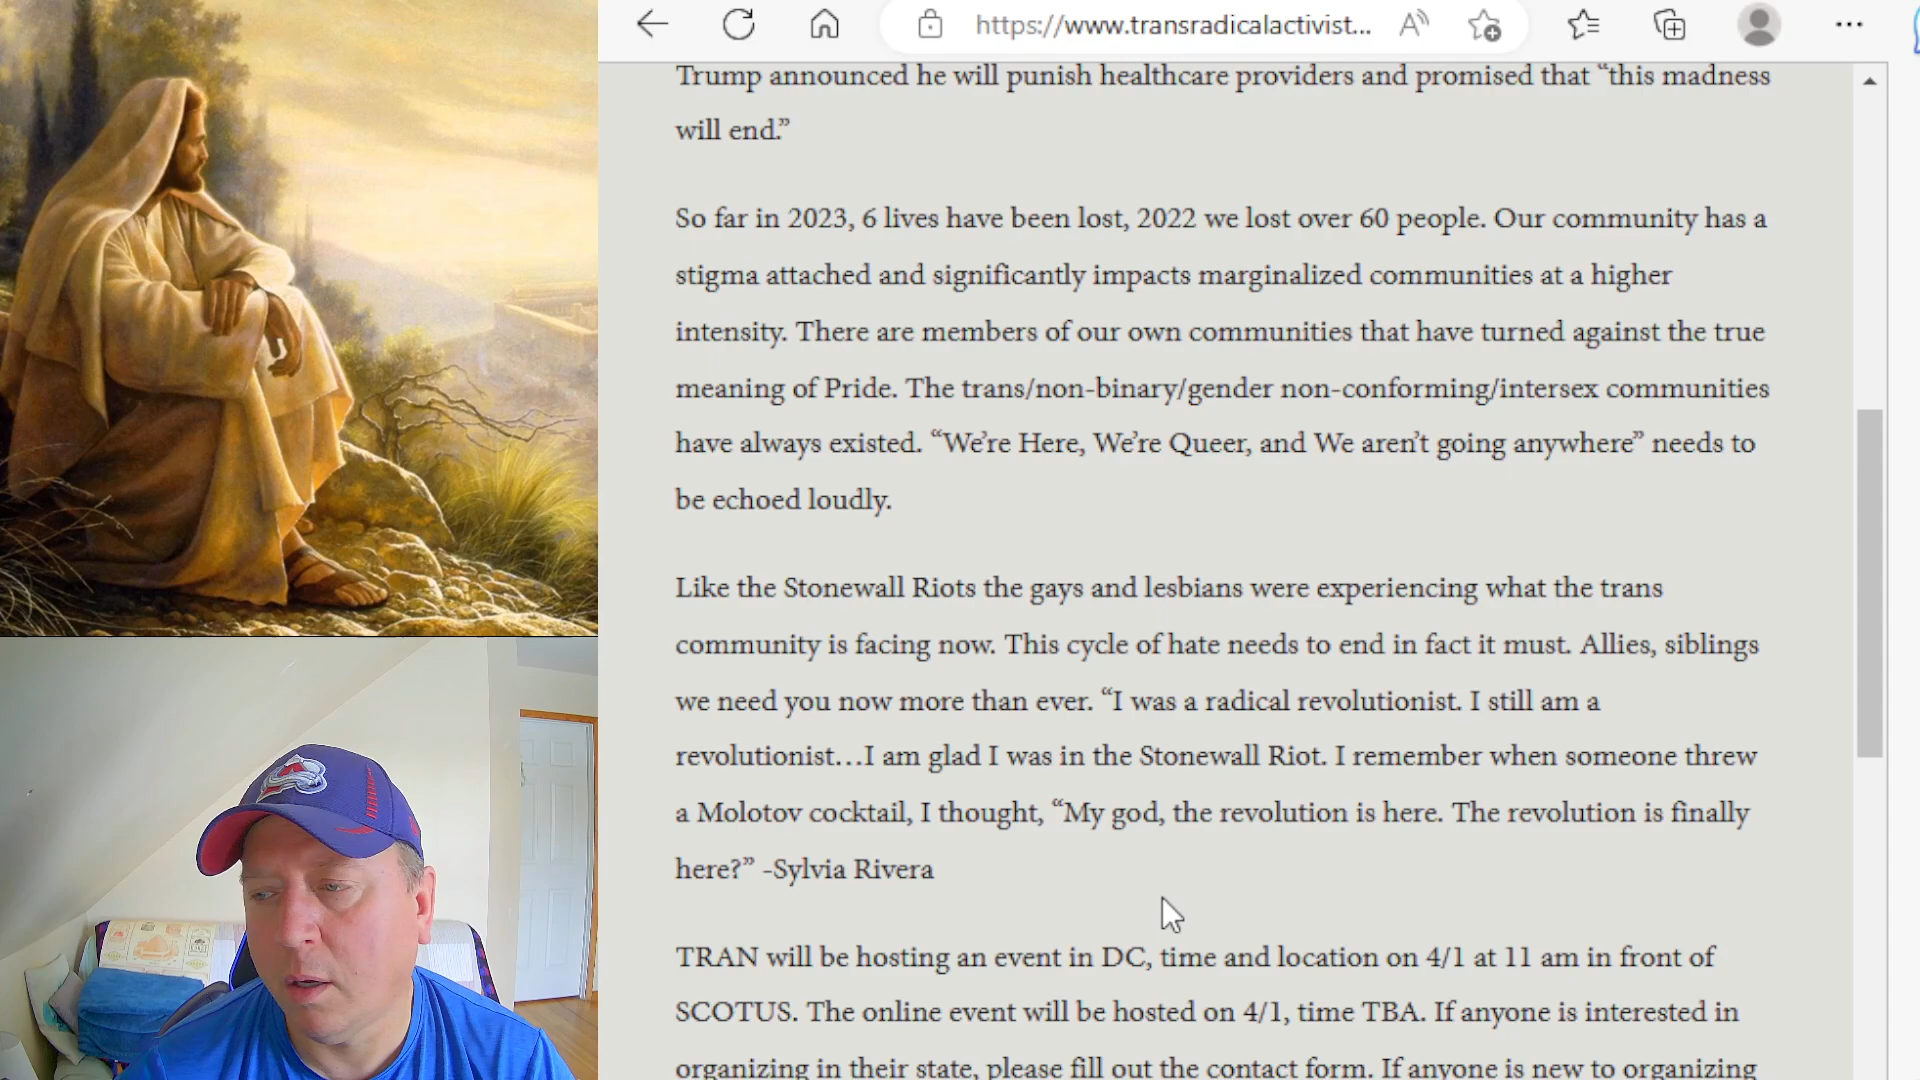 https://www.transradicalactivist...
Trump announced he will punish healthcare providers and promised that “this madness
will end.”
So far in 2023, 6 lives have been lost, 2022 we lost over 60 people. Our community has a
stigma attached and significantly impacts marginalized communities at a higher
intensity. There are members of our own communities that have turned against the true
meaning of Pride. The trans/non-binary/gender non-conforming/intersex communities
have always existed. “We’re Here, We’re Queer, and We aren’t going anywhere” needs to
be echoed loudly.
Like the Stonewall Riots the gays and lesbians were experiencing what the trans
community is facing now. This cycle of hate needs to end in fact it must. Allies, siblings
we need you now more than ever. “I was a radical revolutionist. I still am a
revolutionist…I am glad I was in the Stonewall Riot. I remember when someone threw
a Molotov cocktail, I thought, “My god, the revolution is here. The revolution is finally
here?” -Sylvia Rivera
TRAN will be hosting an event in DC, time and location on 4/1 at 11 am in front of
SCOTUS. The online event will be hosted on 4/1, time TBA. If anyone is interested in
organizing in their state, please fill out the contact form. If anyone is new to organizing